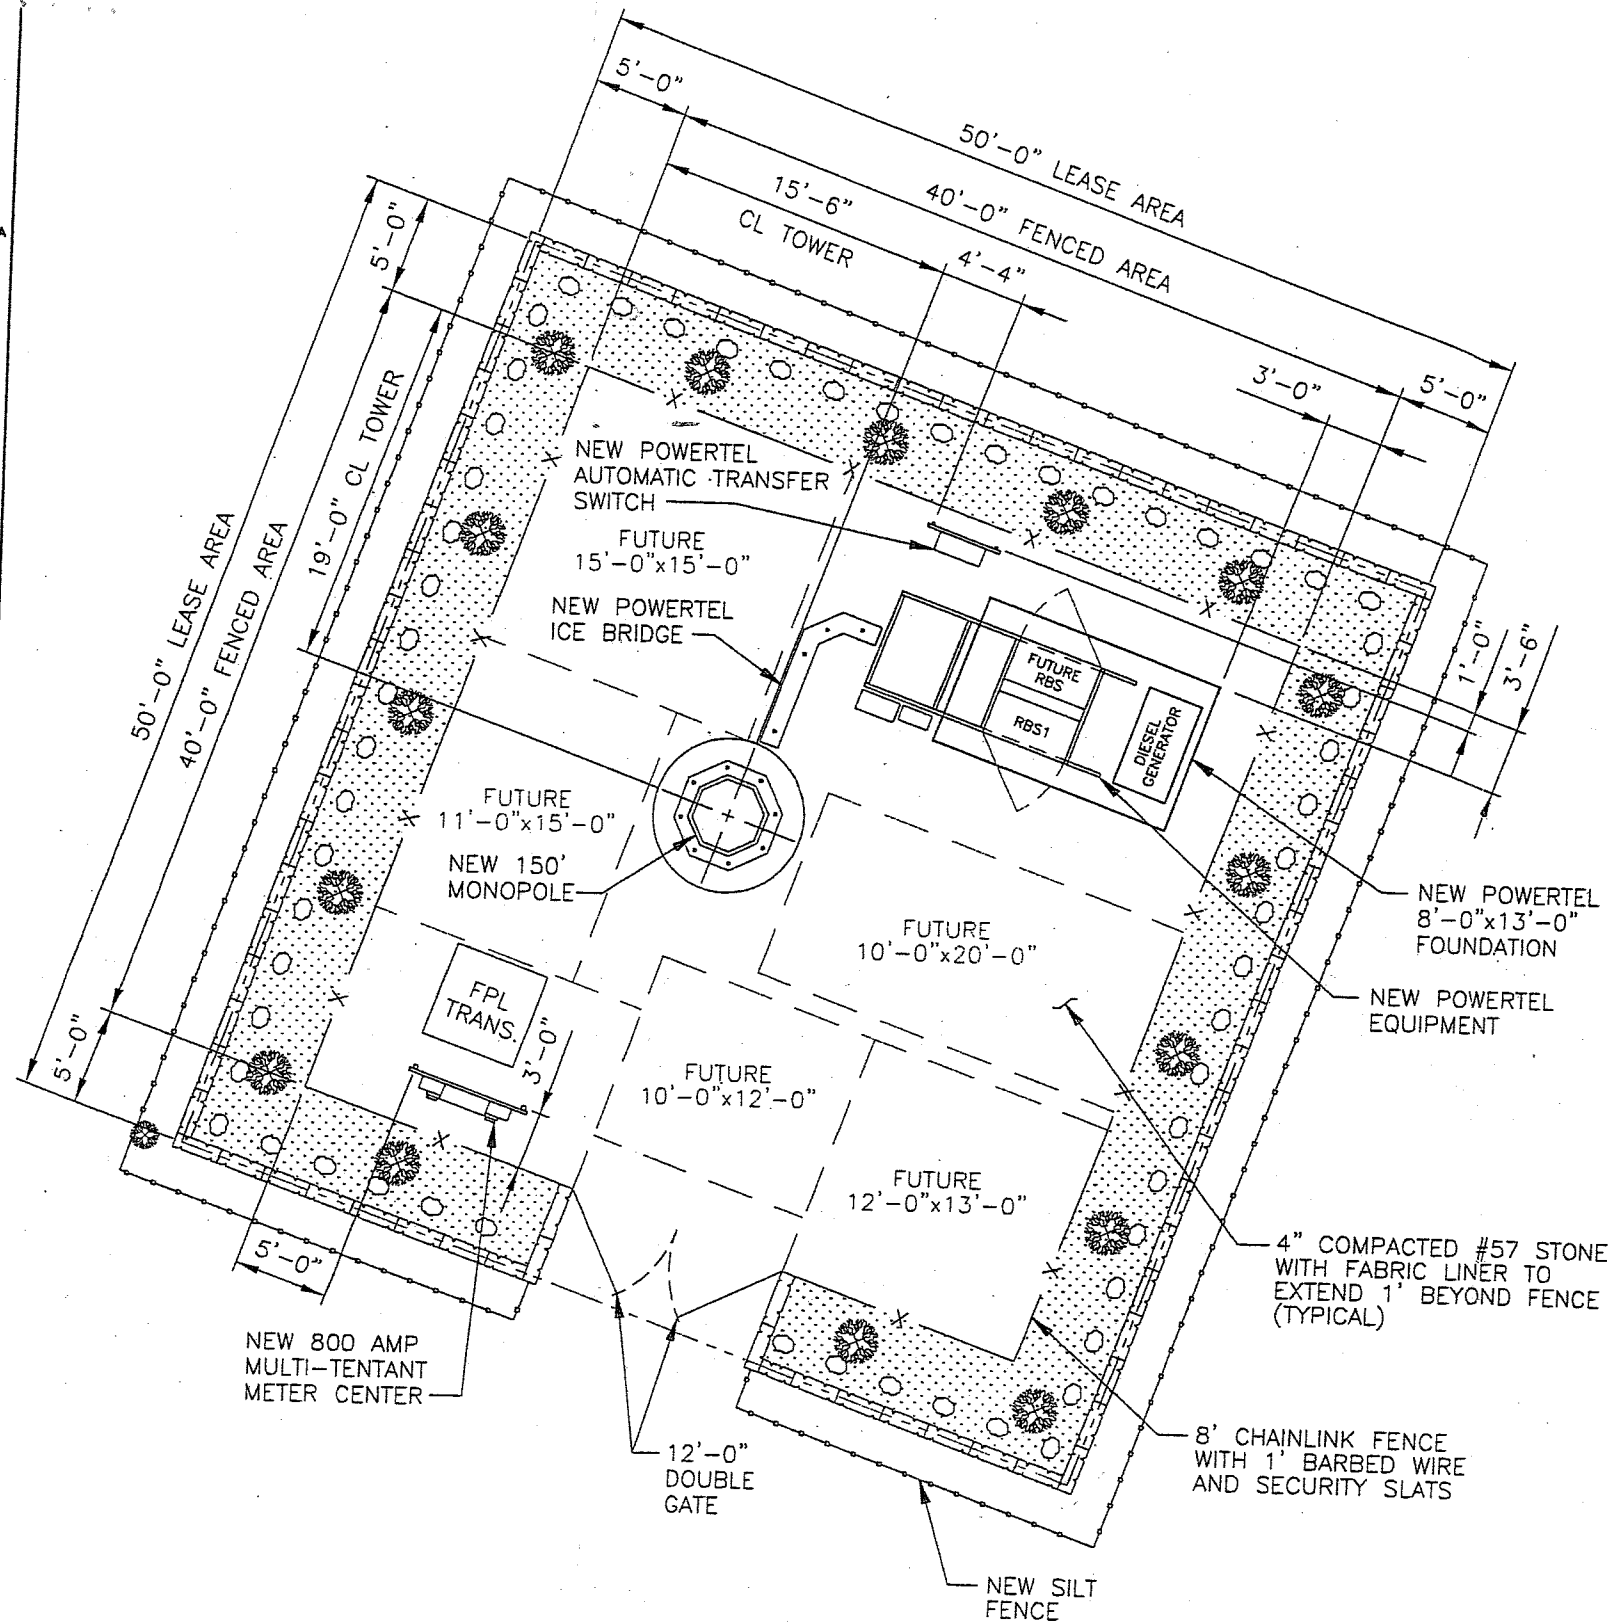 5'-0"
50'-0" LEASE AREA
40'-0" FENCED AREA
15'-6"
CL TOWER
4'-4"
3'-0"
5'-0"
5'-0"
19'-0" CL TOWER
50'-0" LEASE AREA
40'-0" FENCED AREA
5'-0"
NEW POWERTEL
AUTOMATIC TRANSFER
SWITCH
FUTURE
15'-0"x15'-0"
NEW POWERTEL
ICE BRIDGE
FUTURE
RBS
RBS1
DIESEL
GENERATOR
1'-0"
3'-6"
FUTURE
11'-0"x15'-0"
NEW 150'
MONOPOLE
FUTURE
10'-0"x20'-0"
NEW POWERTEL
8'-0"x13'-0"
FOUNDATION
NEW POWERTEL
EQUIPMENT
FPL
TRANS.
3'-0"
FUTURE
10'-0"x12'-0"
FUTURE
12'-0"x13'-0"
5'-0"
4" COMPACTED #57 STONE
WITH FABRIC LINER TO
EXTEND 1' BEYOND FENCE
(TYPICAL)
NEW 800 AMP
MULTI-TENTANT
METER CENTER
12'-0"
DOUBLE
GATE
8' CHAINLINK FENCE
WITH 1' BARBED WIRE
AND SECURITY SLATS
NEW SILT
FENCE